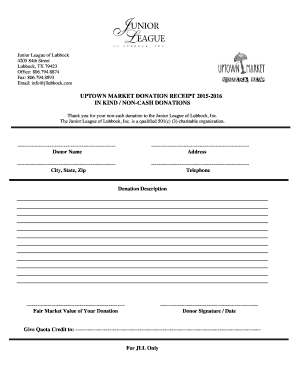 JUNIOR
LEAGUE
OF LUBBOCK, INC.
Junior League of Lubbock
4205 84th Street
Lubbock, TX 79423
Office: 806.794.8874
Fax: 806.794.8893
Email: info@jllubbock.com
UPTOWN MARKET
UPTOWN MARKET DONATION RECEIPT 2015-2016
IN KIND / NON-CASH DONATIONS
Thank you for your non-cash donation to the Junior League of Lubbock, Inc.
The Junior League of Lubbock, Inc. is a qualified 501(c) (3) charitable organization.
Donor Name
Address
City, State, Zip
Telephone
Donation Description
Fair Market Value of Your Donation
Donor Signature / Date
Give Quota Credit to:
For JLL Only